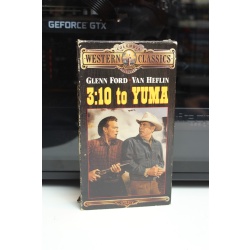 GEFORCE GTX
WESTERN CLASSICS
GLENN FORD · VAN HEFLIN
3:10 to YUMA